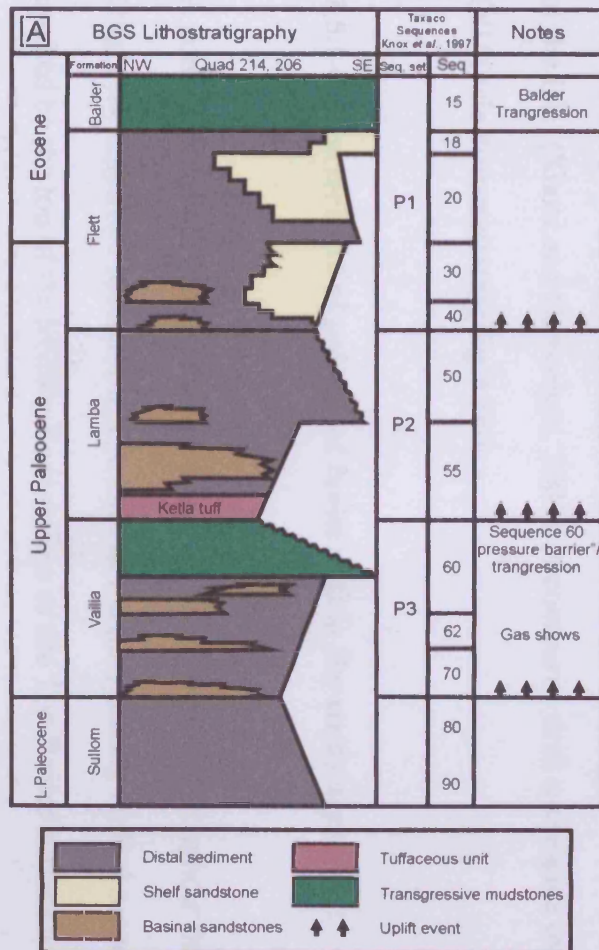 A
BGS Lithostratigraphy
Taxaco
Sequences
Knox et al., 1997
Notes
Formation
NW
Quad 214, 206
SE
Seq. set
Seq
Eocene
Upper Paleocene
L.Paleocene
Balder
Flett
Lamba
Vailia
Sullom
Ketla tuff
P1
P2
P3
15
18
20
30
40
50
55
60
62
70
80
90
Balder
Trangression
Sequence 60
pressure barrier"/
trangression
Gas shows
Distal sediment
Shelf sandstone
Basinal sandstones
Tuffaceous unit
Transgressive mudstones
Uplift event